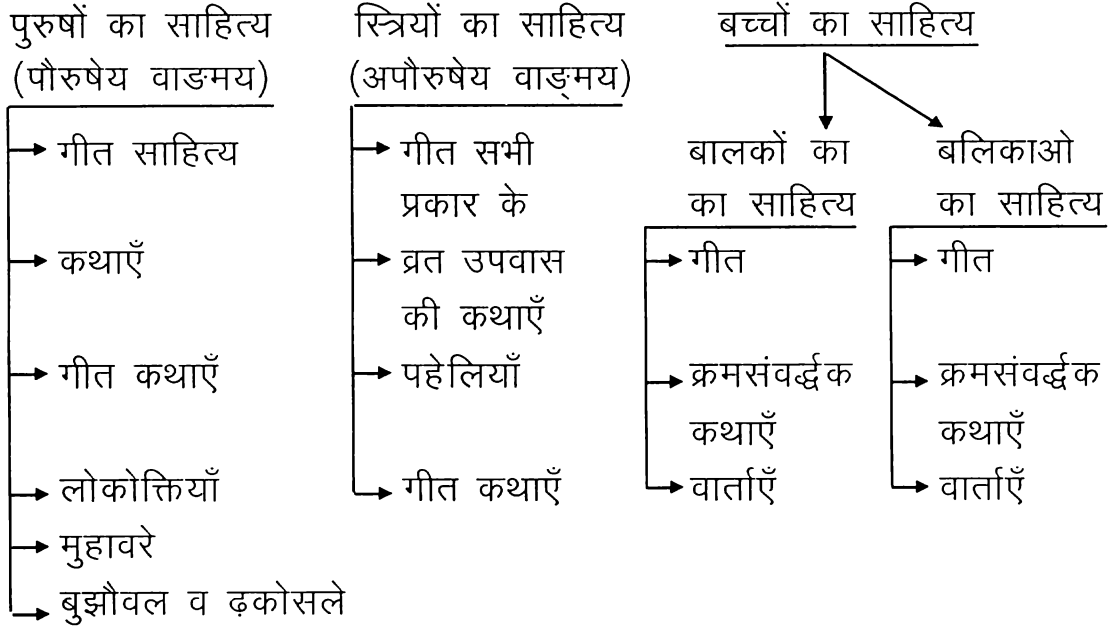 पुरुषों का साहित्य
(पौरुषेय वाङमय)
गीत साहित्य
कथाएँ
गीत कथाएँ
लोकोक्तियाँ
मुहावरे
बुझौवल व ढ़कोसले
स्त्रियों का साहित्य
(अपौरुषेय वाङ्मय)
गीत सभी
प्रकार के
व्रत उपवास
की कथाएँ
पहेलियाँ
गीत कथाएँ
बच्चों का साहित्य
बालकों का
का साहित्य
गीत
क्रमसंवर्द्धक
कथाएँ
वार्ताएँ
बलिकाओ
का साहित्य
गीत
क्रमसंवर्द्धक
कथाएँ
वार्ताएँ